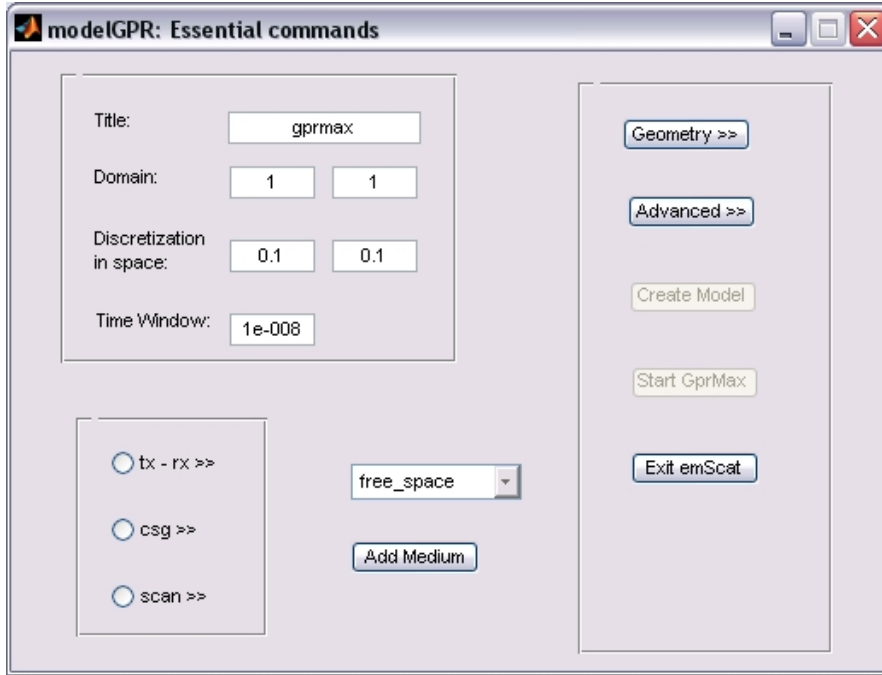 modelGPR: Essential commands
Title:
gprmax
Domain:
1
1
Discretization
in space:
0.1
0.1
Time Window:
1e-008
tx - rx >>
csg >>
scan >>
free_space
Add Medium
Geometry >>
Advanced >>
Create Model
Start GprMax
Exit emScat